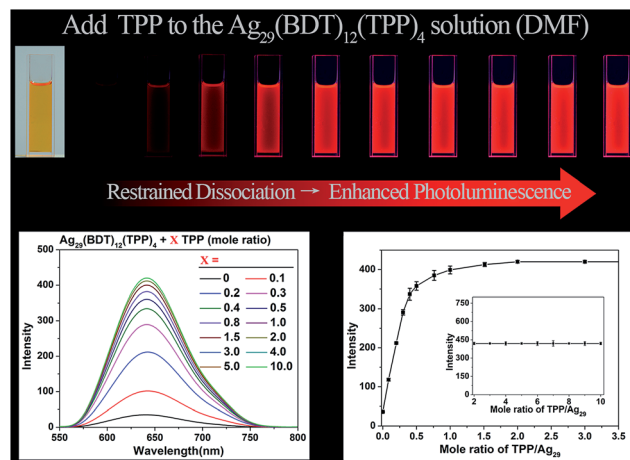 Add TPP to the Ag29(BDT)12(TPP)4 solution (DMF)
Restrained Dissociation → Enhanced Photoluminescence
Ag29(BDT)12(TPP)4 + X TPP (mole ratio)
X =
0 0.1
0.2 0.3
0.4 0.5
0.8 1.0
1.5 2.0
3.0 4.0
5.0 10.0
500
400
300
200
100
0
Intensity
550 600 650 700 750 800
Wavelength(nm)
400
300
200
100
0
Intensity
0.0 0.5 1.0 1.5 2.0 2.5 3.0 3.5
Mole ratio of TPP/Ag29
750
600
450
300
150
0
Intensity
2 4 6 8 10
Mole ratio of TPP/Ag29